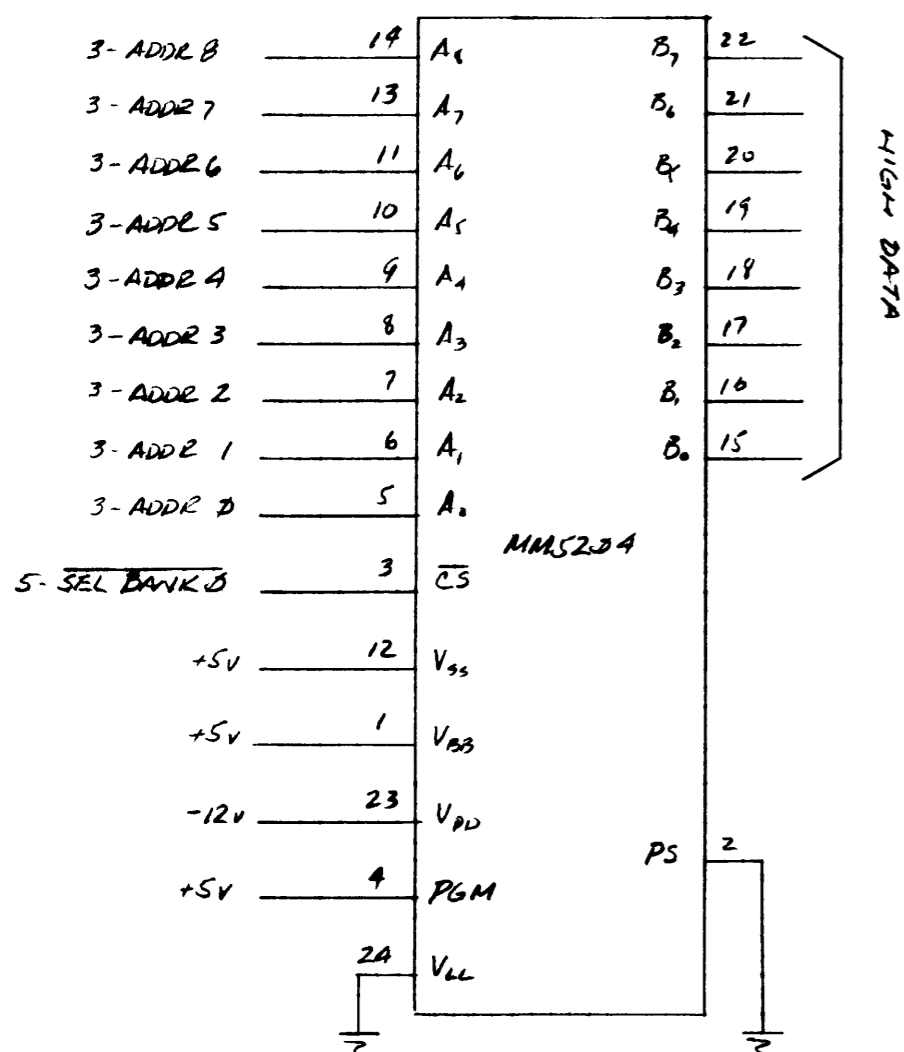 3-ADDR 8 14 A8 B7 22
3-ADDR 7 13 A7 B6 21
3-ADDR 6 11 A6 B5 20
3-ADDR 5 10 A5 B4 19
3-ADDR 4 9 A4 B3 18
3-ADDR 3 8 A3 B2 17
3-ADDR 2 7 A2 B1 16
3-ADDR 1 6 A1 B0 15
3-ADDR 0 5 A0
HIGH DATA
MM5204
5-SEL BANK 0 3 CS
+5V 12 VSS
+5V 1 VBB
-12V 23 VDD
PS 2
+5V 4 PGM
24 VLL